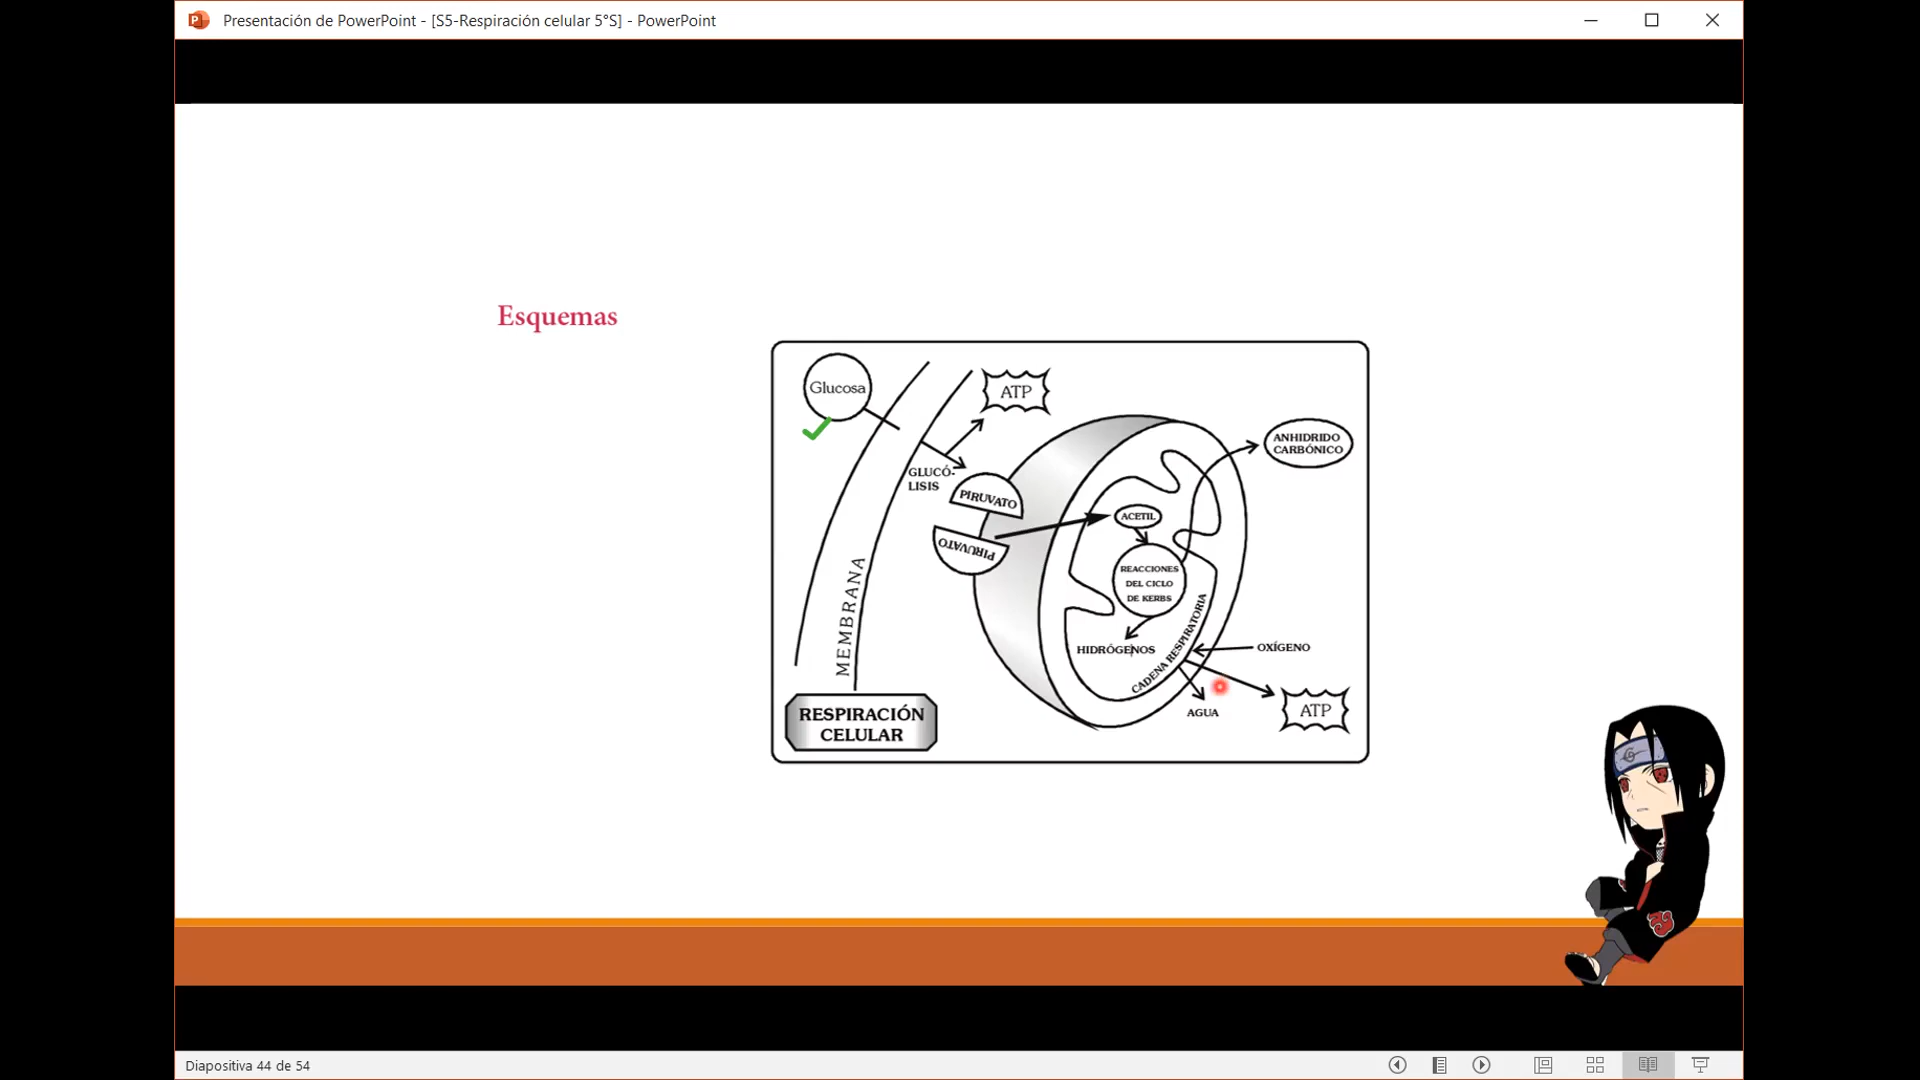 Presentación de PowerPoint - [S5-Respiración celular 5°S] - PowerPoint
Esquemas
Glucosa
ATP
GLUCÓ-
LISIS
PIRUVATO
PIRUVATO
MEMBRANA
ACETIL
REACCIONES
DEL CICLO
DE KERBS
HIDRÓGENOS
CADENA RESPIRATORIA
ANHIDRIDO
CARBÓNICO
OXÍGENO
AGUA
ATP
RESPIRACIÓN
CELULAR
Diapositiva 44 de 54